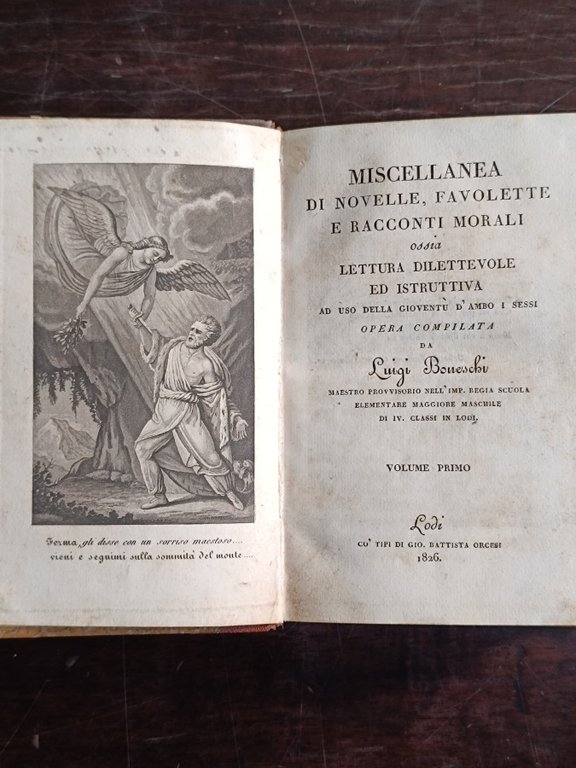 Ferma, gli disse con un sorriso maestoso....
vieni e seguimi sulla sommità del monte....
MISCELLANEA
DI NOVELLE, FAVOLETTE
E RACCONTI MORALI
ossia
LETTURA DILETTEVOLE
ED ISTRUTTIVA
AD USO DELLA GIOVENTÙ D'AMBO I SESSI
OPERA COMPILATA
DA
Luigi Boneschi
MAESTRO PROVVISORIO NELL'IMP. REGIA SCUOLA
ELEMENTARE MAGGIORE MASCHILE
DI IV. CLASSI IN LODI.
VOLUME PRIMO
Lodi
CO' TIPI DI GIO. BATTISTA ORCESI
1826.